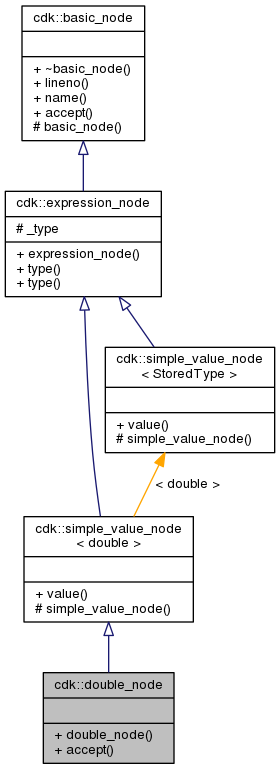 cdk::basic_node
+ ~basic_node()
+ lineno()
+ name()
+ accept()
# basic_node()
cdk::expression_node
# _type
+ expression_node()
+ type()
+ type()
cdk::simple_value_node
< StoredType >
+ value()
# simple_value_node()
< double >
cdk::simple_value_node
< double >
+ value()
# simple_value_node()
cdk::double_node
+ double_node()
+ accept()